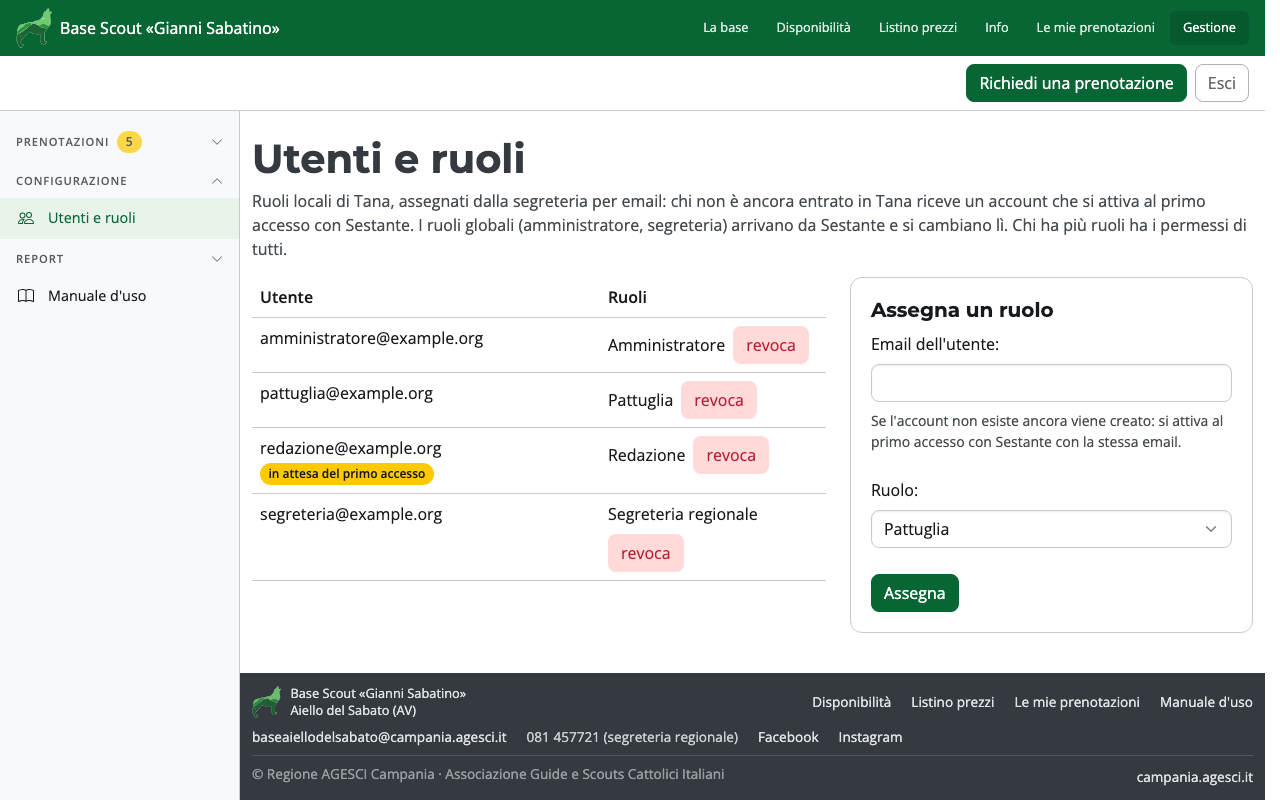 Base Scout «Gianni Sabatino»
La base
Disponibilità
Listino prezzi
Info
Le mie prenotazioni
Gestione
Richiedi una prenotazione
Esci
PRENOTAZIONI 5
CONFIGURAZIONE
Utenti e ruoli
REPORT
Manuale d'uso
Utenti e ruoli
Ruoli locali di Tana, assegnati dalla segreteria per email: chi non è ancora entrato in Tana riceve un account che si attiva al primo
accesso con Sestante. I ruoli globali (amministratore, segreteria) arrivano da Sestante e si cambiano lì. Chi ha più ruoli ha i permessi di
tutti.
Utente Ruoli
amministratore@example.org Amministratore revoca
pattuglia@example.org Pattuglia revoca
redazione@example.org Redazione revoca
in attesa del primo accesso
segreteria@example.org Segreteria regionale
revoca
Assegna un ruolo
Email dell'utente:
Se l'account non esiste ancora viene creato: si attiva al
primo accesso con Sestante con la stessa email.
Ruolo:
Pattuglia
Assegna
Base Scout «Gianni Sabatino»
Aiello del Sabato (AV)
Disponibilità Listino prezzi Le mie prenotazioni Manuale d'uso
baseaiellodelsabato@campania.agesci.it 081 457721 (segreteria regionale) Facebook Instagram
© Regione AGESCI Campania · Associazione Guide e Scouts Cattolici Italiani
campania.agesci.it